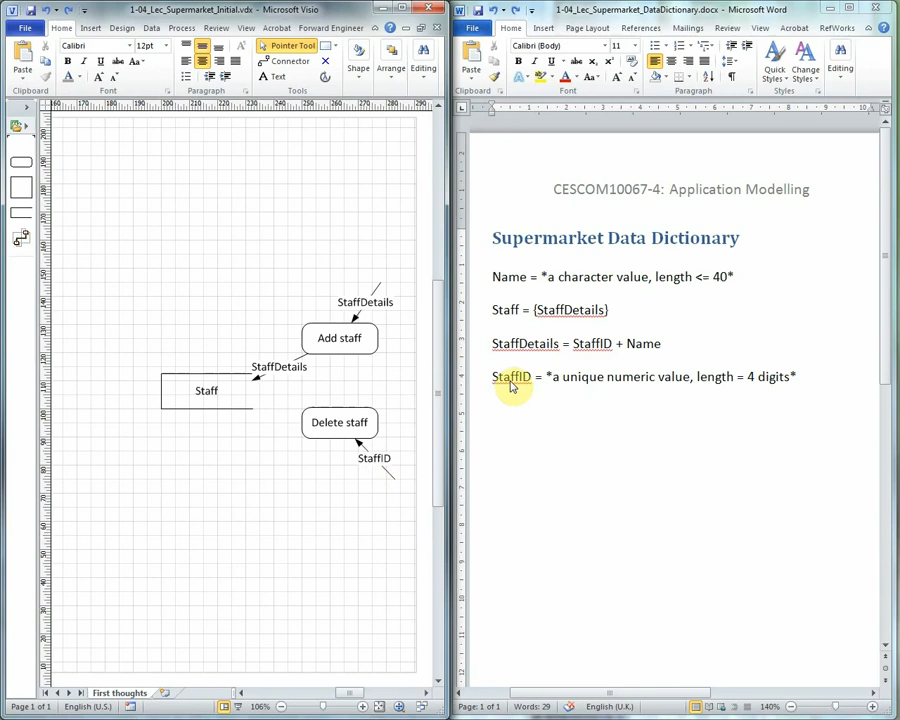 1-04_Lec_Supermarket_Initial.vdx - Microsoft Visio
File Home Insert Design Data Process Review View Acrobat Forward Engineer
Calibri 12pt Pointer Tool
Connector
Text
Paste Shape Arrange Editing
Clipboard Font Paragraph Tools
StaffDetails
Add staff
StaffDetails
Staff
Delete staff
StaffID
First thoughts
Page 1 of 1 English (U.S.) 106%
1-04_Lec_Supermarket_DataDictionary.docx - Microsoft Word
File Home Insert Page Layout References Mailings Review View Acrobat RefWorks
Calibri (Body) 11
Paste Quick Styles Change Styles Editing
Clipboard Font Paragraph Styles
CESCOM10067-4: Application Modelling
Supermarket Data Dictionary
Name = *a character value, length <= 40*
Staff = {StaffDetails}
StaffDetails = StaffID + Name
StaffID = *a unique numeric value, length = 4 digits*
Page: 1 of 1 Words: 29 English (U.K.) 140%